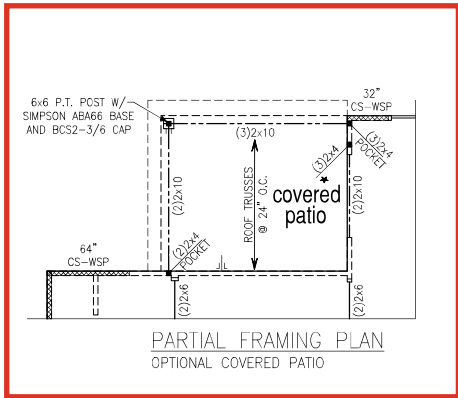 32"
CS-WSP
6x6 P.T. POST W/
SIMPSON ABA66 BASE
AND BCS2-3/6 CAP
(3)2x10
(3)2x4
POCKET
(3)2x4
(2)2x10
ROOF TRUSSES
@ 24" O.C.
covered
patio
(2)2x10
(2)2x4
POCKET
64"
CS-WSP
(2)2x6
(2)2x6
PARTIAL FRAMING PLAN
OPTIONAL COVERED PATIO